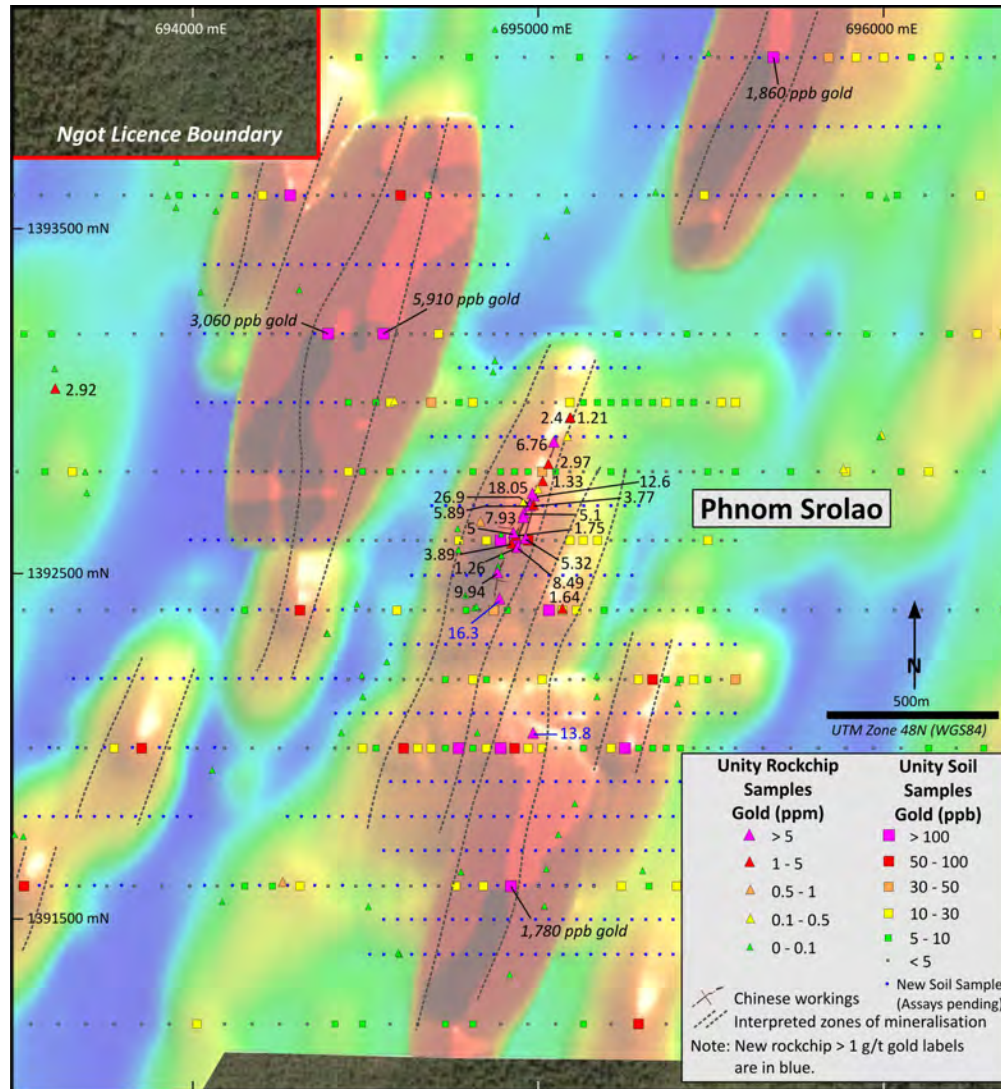 694000 mE
695000 mE
696000 mE
Ngot Licence Boundary
1,860 ppb gold
1393500 mN
3,060 ppb gold
5,910 ppb gold
2.92
2.4
1.21
6.76
2.97
1.33
18.05
12.6
26.9
3.77
5.89
7.93
5.1
5
1.75
3.89
5.32
1.26
8.49
9.94
1.64
16.3
Phnom Srolao
1392502 mN
N
500m
UTM Zone 48N (WGS84)
13.8
1391500 mN
1,780 ppb gold
Unity Rockchip
Samples
Gold (ppm)
> 5
1 - 5
0.5 - 1
0.1 - 0.5
0 - 0.1
Unity Soil
Samples
Gold (ppb)
> 100
50 - 100
30 - 50
10 - 30
5 - 10
< 5
New Soil Sample
(Assays pending)
Chinese workings
Interpreted zones of mineralisation
Note: New rockchip > 1 g/t gold labels
are in blue.